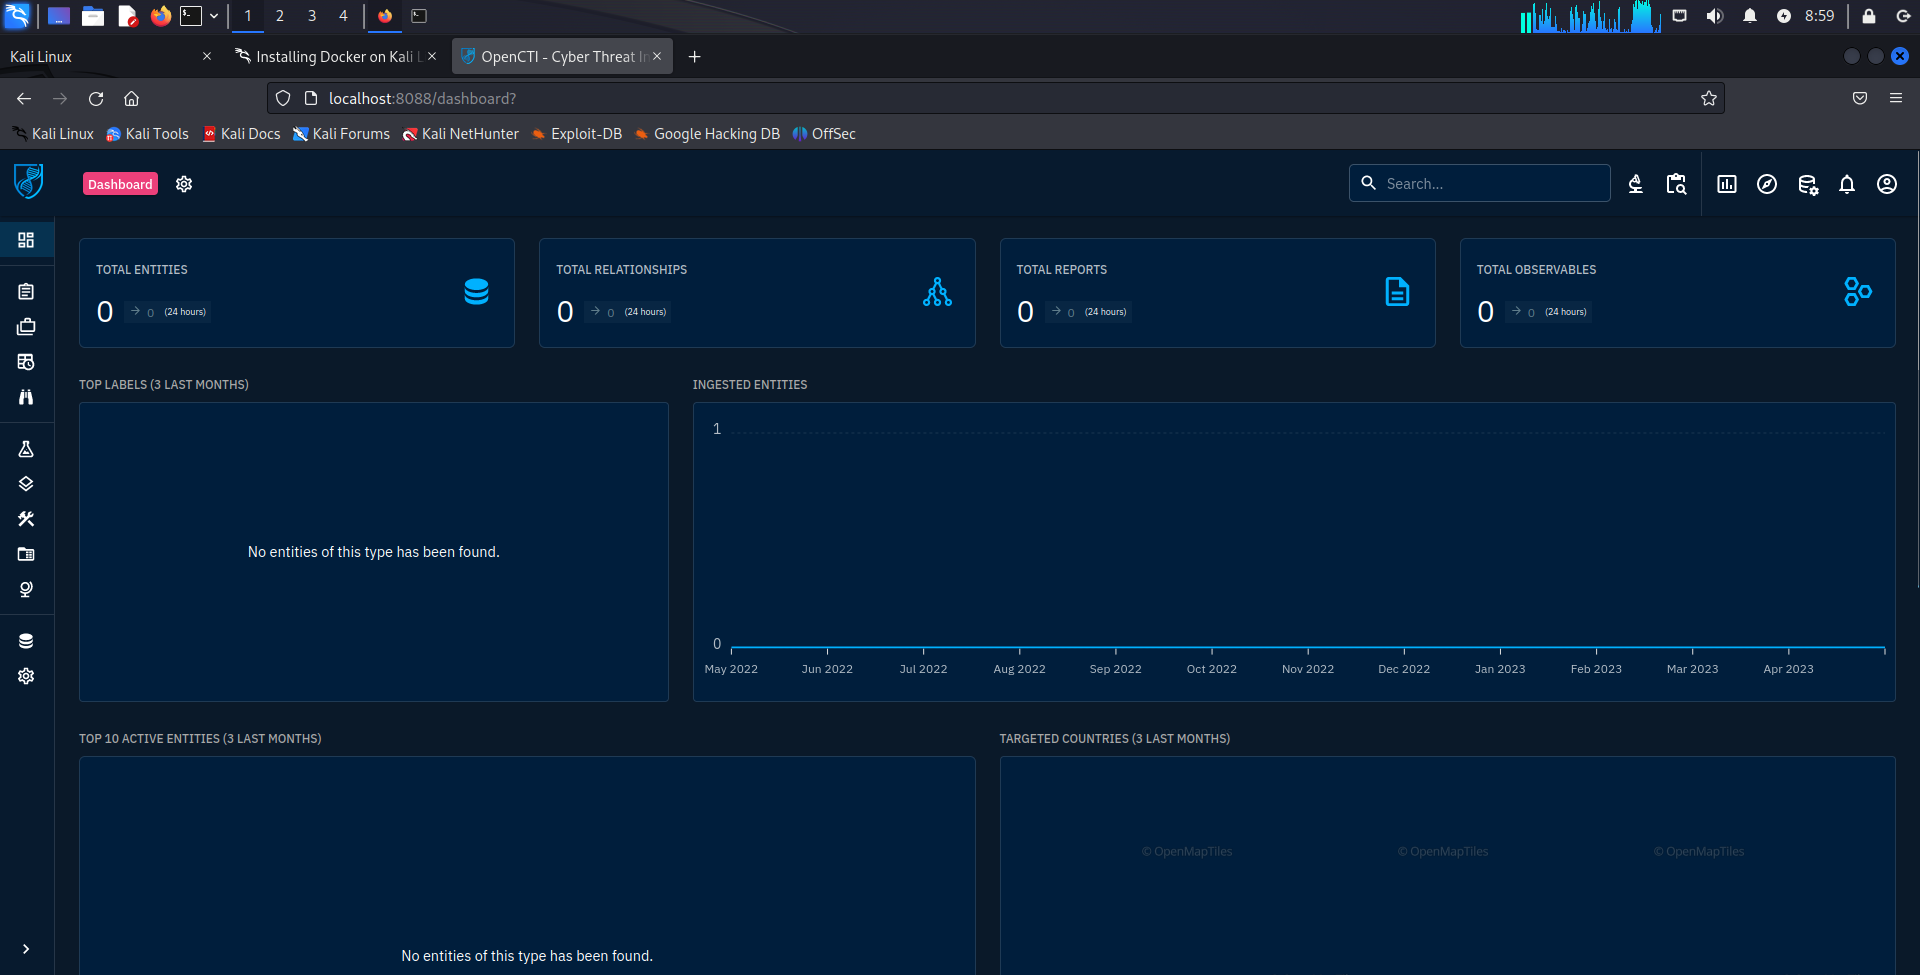 1 2 3 4 8:59
Kali Linux
Installing Docker on Kali L
OpenCTI - Cyber Threat In
localhost:8088/dashboard?
Kali Linux Kali Tools Kali Docs Kali Forums Kali NetHunter Exploit-DB Google Hacking DB OffSec
Dashboard
Search...
TOTAL ENTITIES
0 0 (24 hours)
TOTAL RELATIONSHIPS
0 0 (24 hours)
TOTAL REPORTS
0 0 (24 hours)
TOTAL OBSERVABLES
0 0 (24 hours)
TOP LABELS (3 LAST MONTHS)
No entities of this type has been found.
INGESTED ENTITIES
1
0
May 2022 Jun 2022 Jul 2022 Aug 2022 Sep 2022 Oct 2022 Nov 2022 Dec 2022 Jan 2023 Feb 2023 Mar 2023 Apr 2023
TOP 10 ACTIVE ENTITIES (3 LAST MONTHS)
No entities of this type has been found.
TARGETED COUNTRIES (3 LAST MONTHS)
© OpenMapTiles © OpenMapTiles © OpenMapTiles